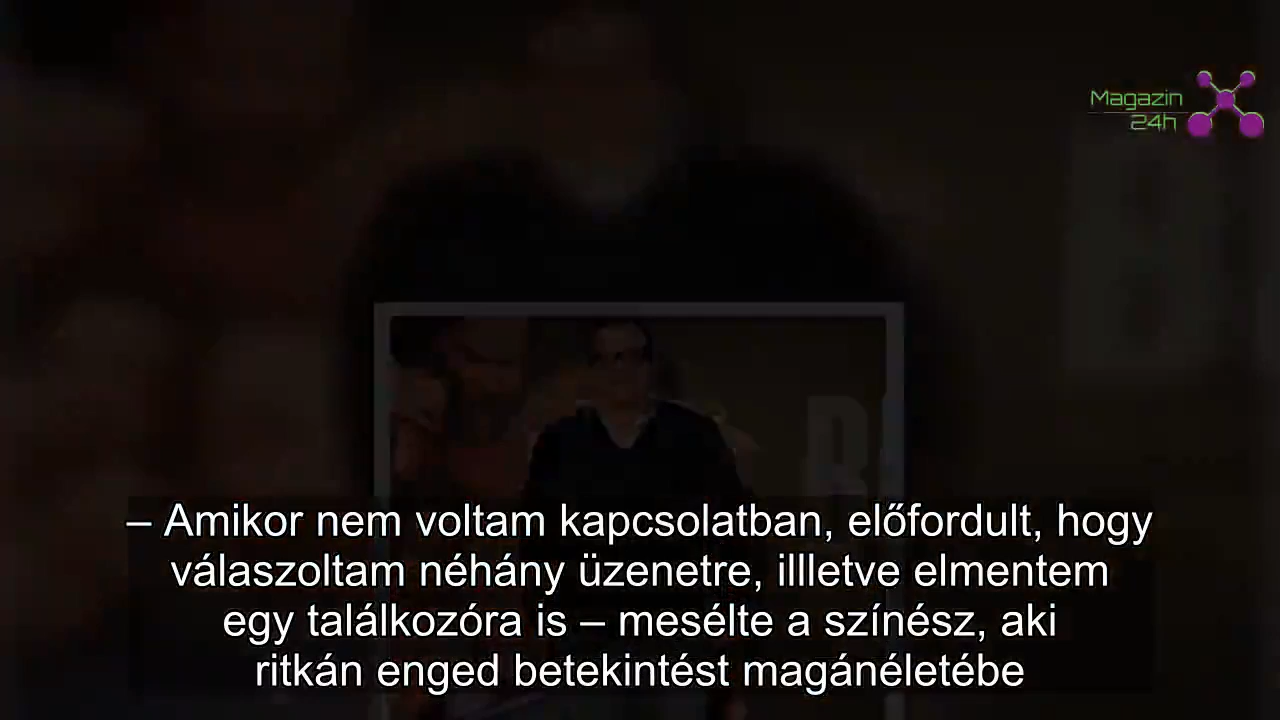 Magazin
24h
– Amikor nem voltam kapcsolatban, előfordult, hogy
válaszoltam néhány üzenetre, illletve elmentem
egy találkozóra is – mesélte a színész, aki
ritkán enged betekintést magánéletébe